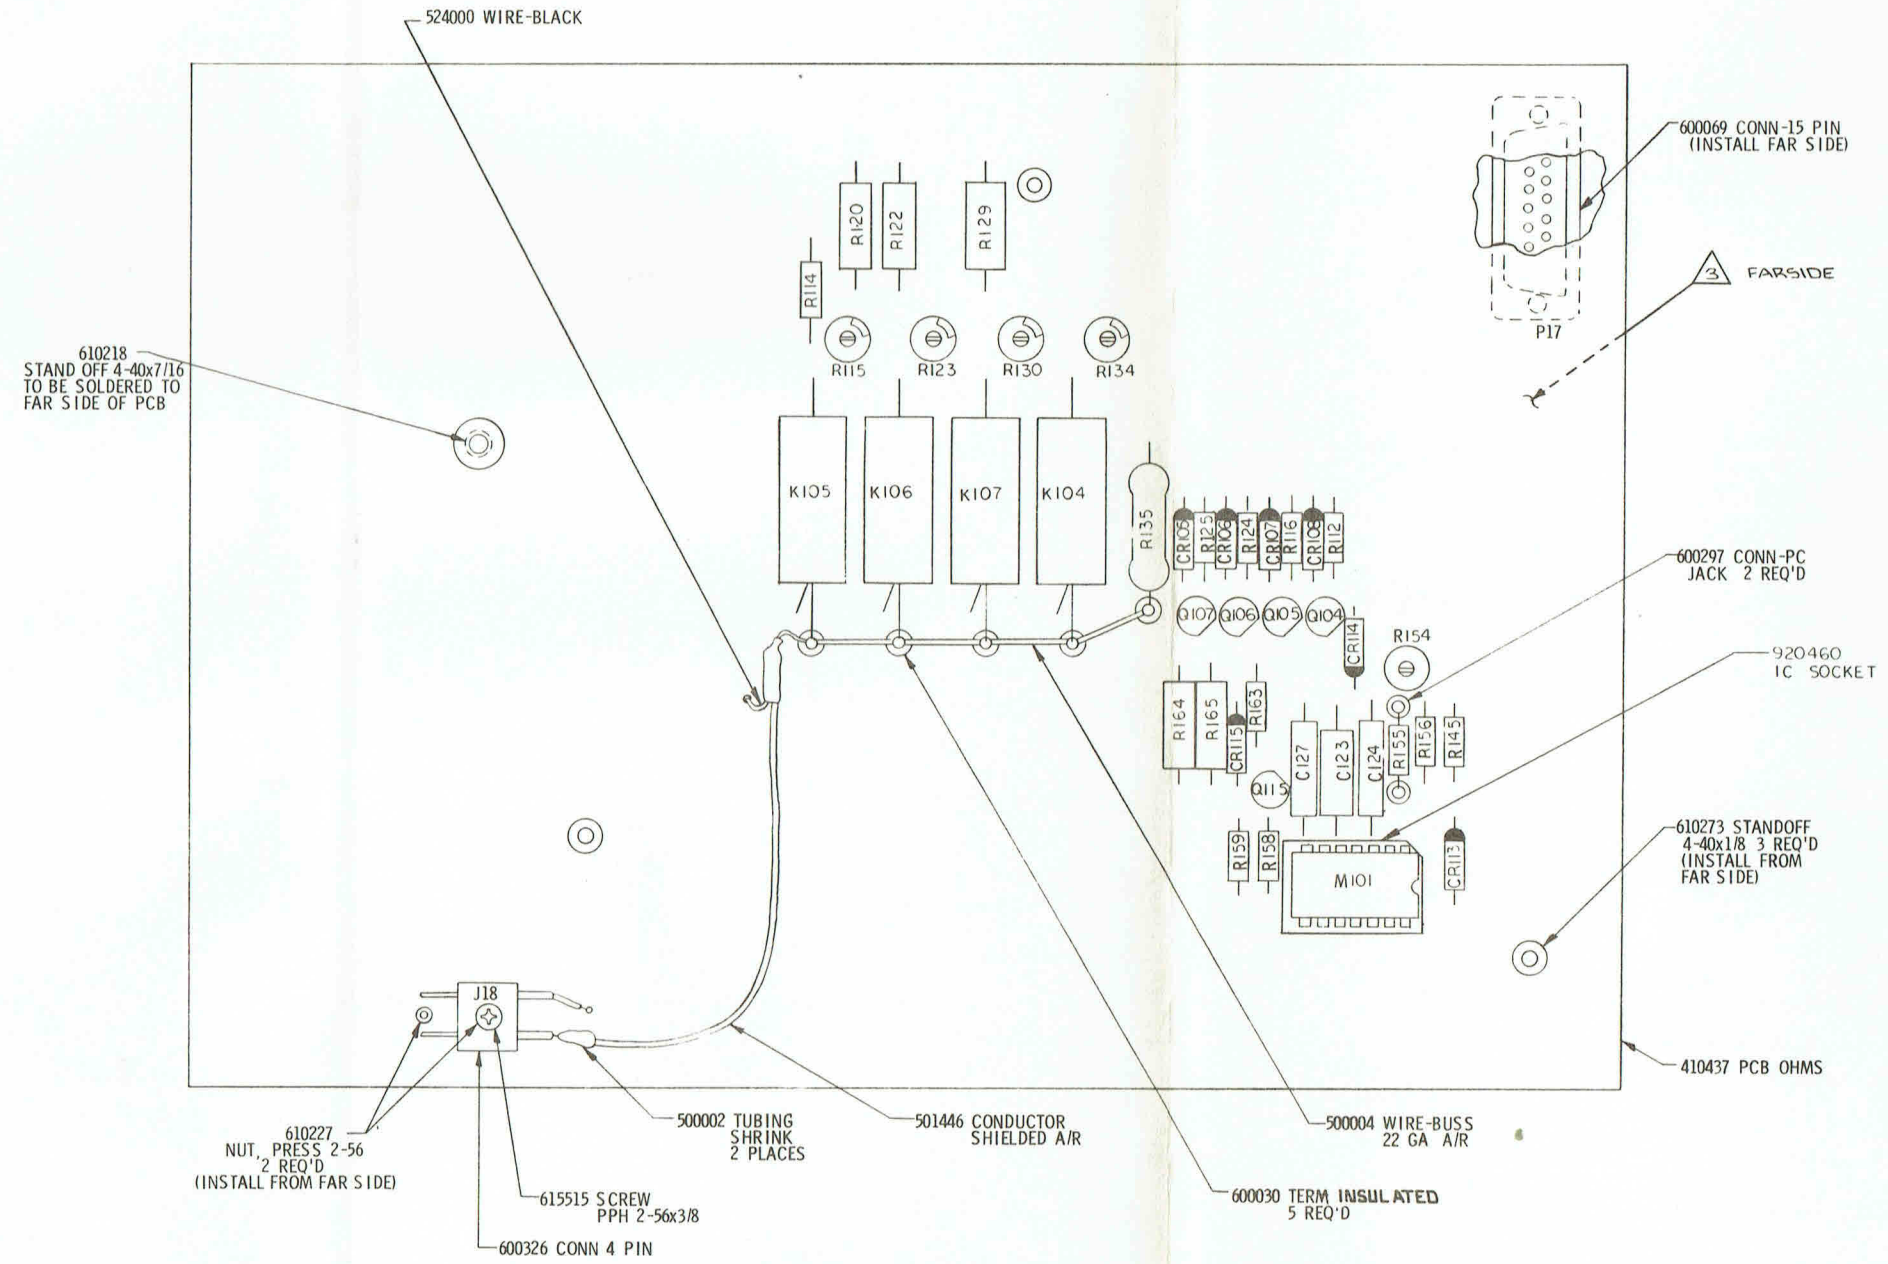 524000 WIRE-BLACK
600069 CONN-15 PIN
(INSTALL FAR SIDE)
R120
R122
R129
R114
3 FARSIDE
P17
R115
R123
R130
R134
610218
STAND OFF 4-40x7/16
TO BE SOLDERED TO
FAR SIDE OF PCB
K105
K106
K107
K104
R135
CR105
R125
CR106
R124
CR107
R116
CR108
R112
600297 CONN-PC
JACK 2 REQ'D
Q107
Q106
Q105
Q104
CR114
R154
920460
IC SOCKET
R164
R165
CR115
R163
C127
C123
C124
R155
R156
R145
Q115
610273 STANDOFF
4-40x1/8 3 REQ'D
(INSTALL FROM
FAR SIDE)
R159
R158
M101
CR113
J18
410437 PCB OHMS
610227
NUT, PRESS 2-56
2 REQ'D
(INSTALL FROM FAR SIDE)
500002 TUBING
SHRINK
2 PLACES
501446 CONDUCTOR
SHIELDED A/R
500004 WIRE-BUSS
22 GA A/R
615515 SCREW
PPH 2-56x3/8
600030 TERM INSULATED
5 REQ'D
600326 CONN 4 PIN